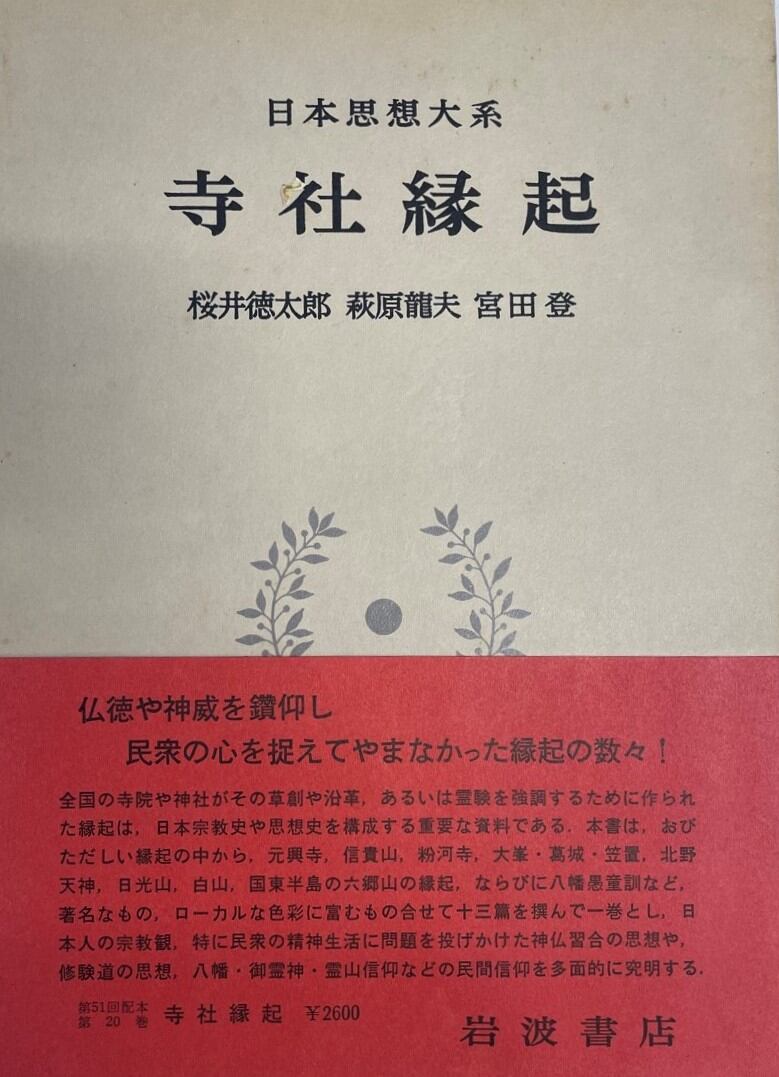 日本思想大系
寺社縁起
桜井徳太郎 萩原龍夫 宮田登
仏徳や神威を鑽仰し
民衆の心を捉えてやまなかった縁起の数々！
全国の寺院や神社がその草創や沿革，あるいは霊験を強調するために作られ
た縁起は，日本宗教史や思想史を構成する重要な資料である．本書は，おび
ただしい縁起の中から，元興寺，信貴山，粉河寺，大峯・葛城・笠置，北野
天神，日光山，白山，国東半島の六郷山の縁起，ならびに八幡愚童訓など，
著名なもの，ローカルな色彩に富むもの合せて十三篇を撰んで一巻とし，日
本人の宗教観，特に民衆の精神生活に問題を投げかけた神仏習合の思想や，
修験道の思想，八幡・御霊神・霊山信仰などの民間信仰を多面的に究明する．
第51回配本
第 20 巻
寺社縁起 ¥2600
岩波書店